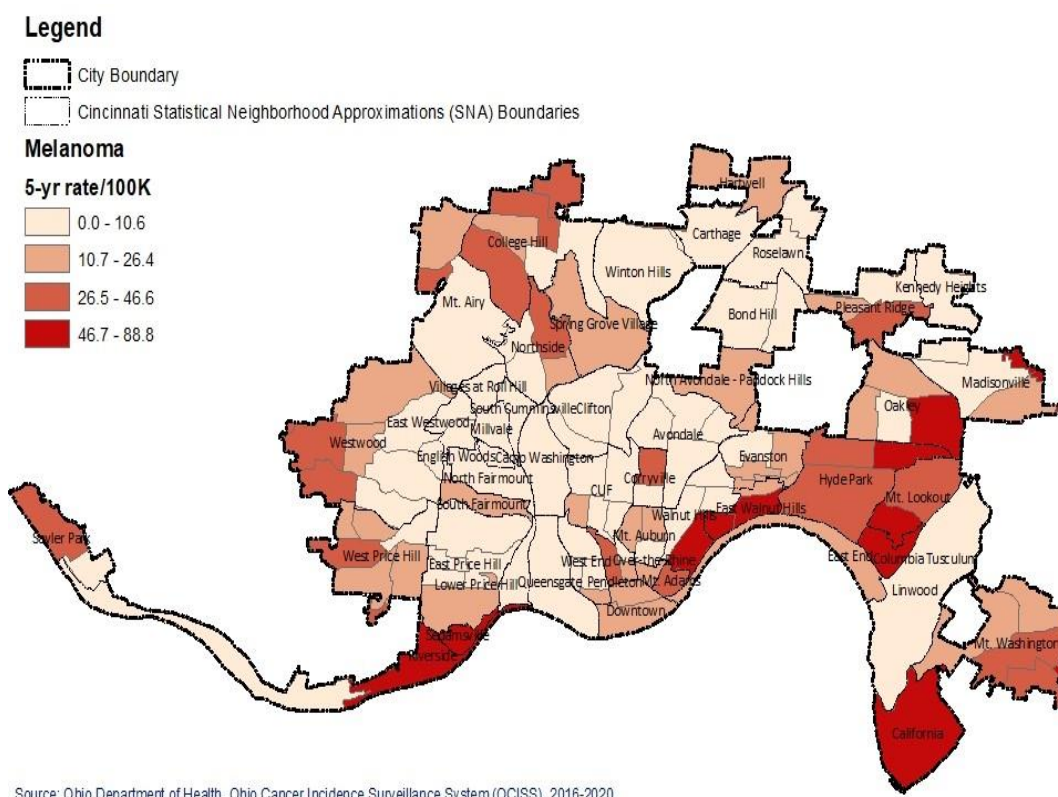 Legend
City Boundary
Cincinnati Statistical Neighborhood Approximations (SNA) Boundaries
Melanoma
5-yr rate/100K
0.0 - 10.6
10.7 - 26.4
26.5 - 46.6
46.7 - 88.8
Hartwell
College Hill
Carthage
Roselawn
Winton Hills
Kennedy Heights
Mt. Airy
Pleasant Ridge
Bond Hill
Spring Grove Village
Northside
North Avondale - Paddock Hills
Madisonville
Villages at Roll Hill
Oakley
South Cumminsville
Clifton
East Westwood
Millvale
Westwood
Avondale
English Woods
Camp Washington
Evanston
North Fairmount
Corryville
Hyde Park
CUF
Mt. Lookout
South Fairmount
Walnut Hills
East Walnut Hills
Sayler Park
Mt. Auburn
West Price Hill
East Price Hill
West End
Over-the-Rhine
East End
Columbia Tusculum
Lower Price Hill
Queensgate
Pendleton
Mt. Adams
Linwood
Downtown
Sedamsville
Riverside
Mt. Washington
California
Source: Ohio Department of Health, Ohio Cancer Incidence Surveillance System (OCISS), 2016-2020